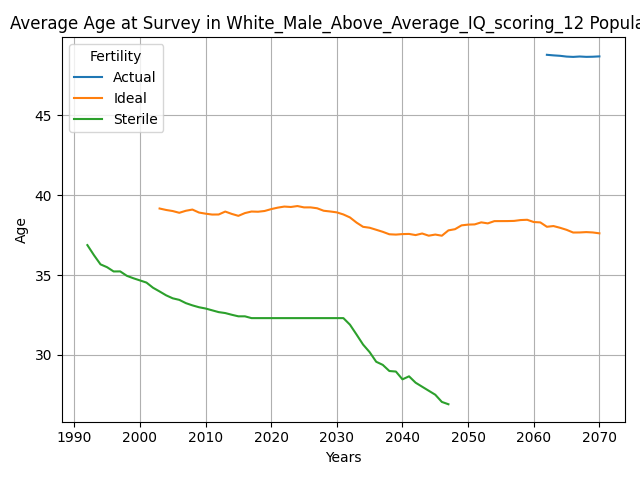 Average Age at Survey in White_Male_Above_Average_IQ_scoring_12 Popula
Fertility
Actual
Ideal
Sterile
45
40
35
30
Age
1990 2000 2010 2020 2030 2040 2050 2060 2070
Years